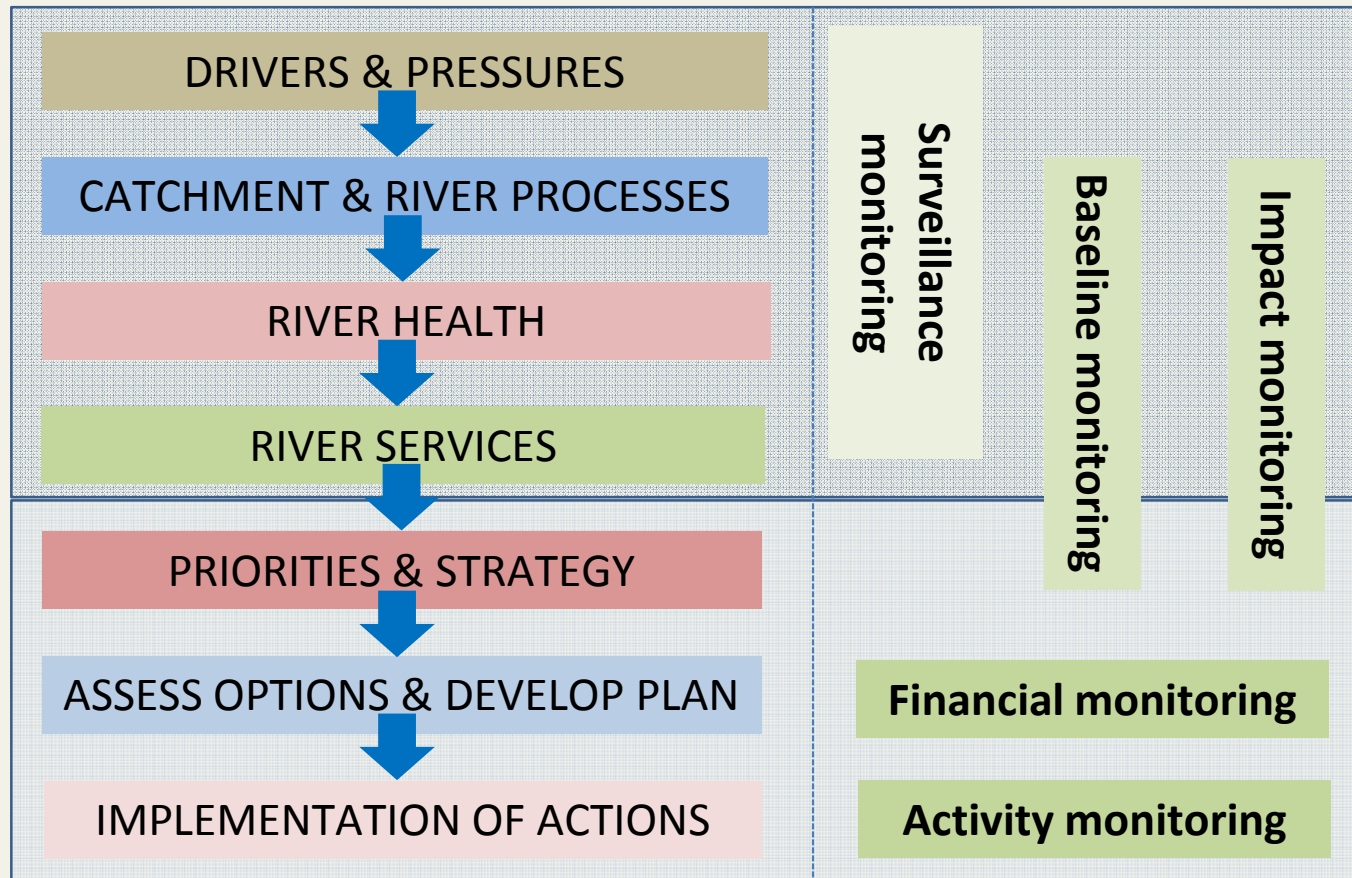 DRIVERS & PRESSURES
CATCHMENT & RIVER PROCESSES
RIVER HEALTH
RIVER SERVICES
PRIORITIES & STRATEGY
ASSESS OPTIONS & DEVELOP PLAN
IMPLEMENTATION OF ACTIONS
Surveillance
monitoring
Baseline monitoring
Impact monitoring
Financial monitoring
Activity monitoring